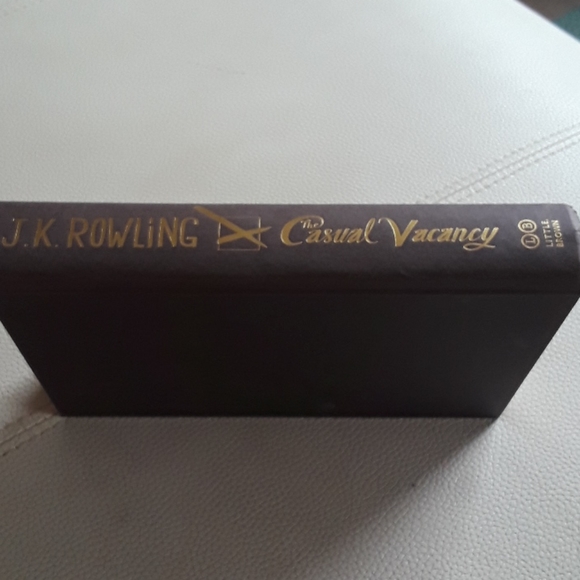 J.K. ROWLING
The Casual Vacancy
LB
LITTLE
BROWN